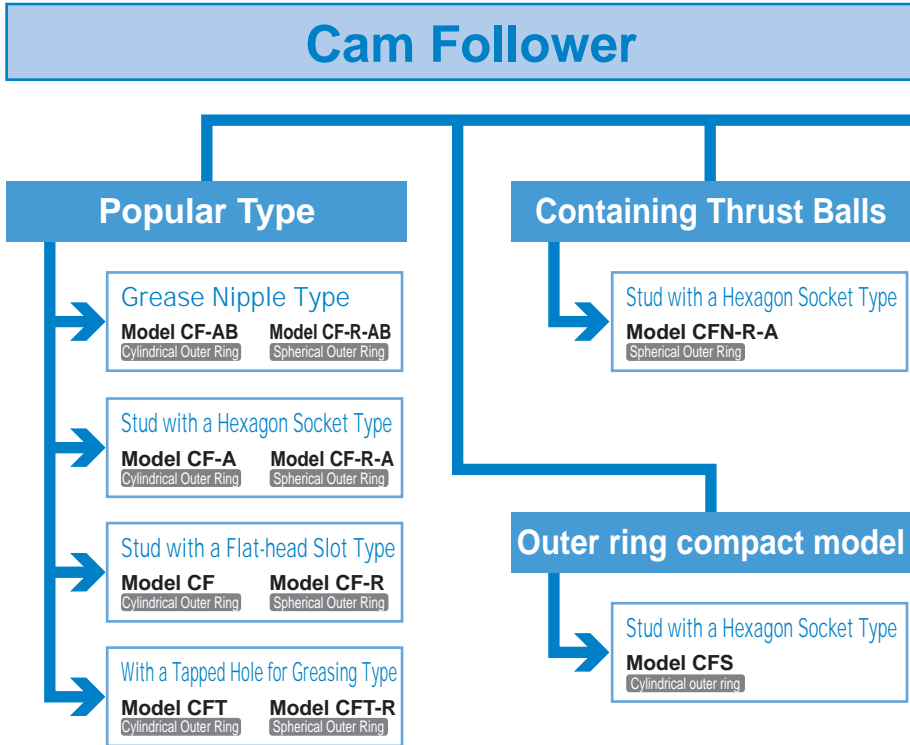 Cam Follower
Popular Type
Grease Nipple Type
Model CF-AB Model CF-R-AB
Cylindrical Outer Ring Spherical Outer Ring
Stud with a Hexagon Socket Type
Model CF-A Model CF-R-A
Cylindrical Outer Ring Spherical Outer Ring
Stud with a Flat-head Slot Type
Model CF Model CF-R
Cylindrical Outer Ring Spherical Outer Ring
With a Tapped Hole for Greasing Type
Model CFT Model CFT-R
Cylindrical Outer Ring Spherical Outer Ring
Containing Thrust Balls
Stud with a Hexagon Socket Type
Model CFN-R-A
Spherical Outer Ring
Outer ring compact model
Stud with a Hexagon Socket Type
Model CFS
Cylindrical outer ring